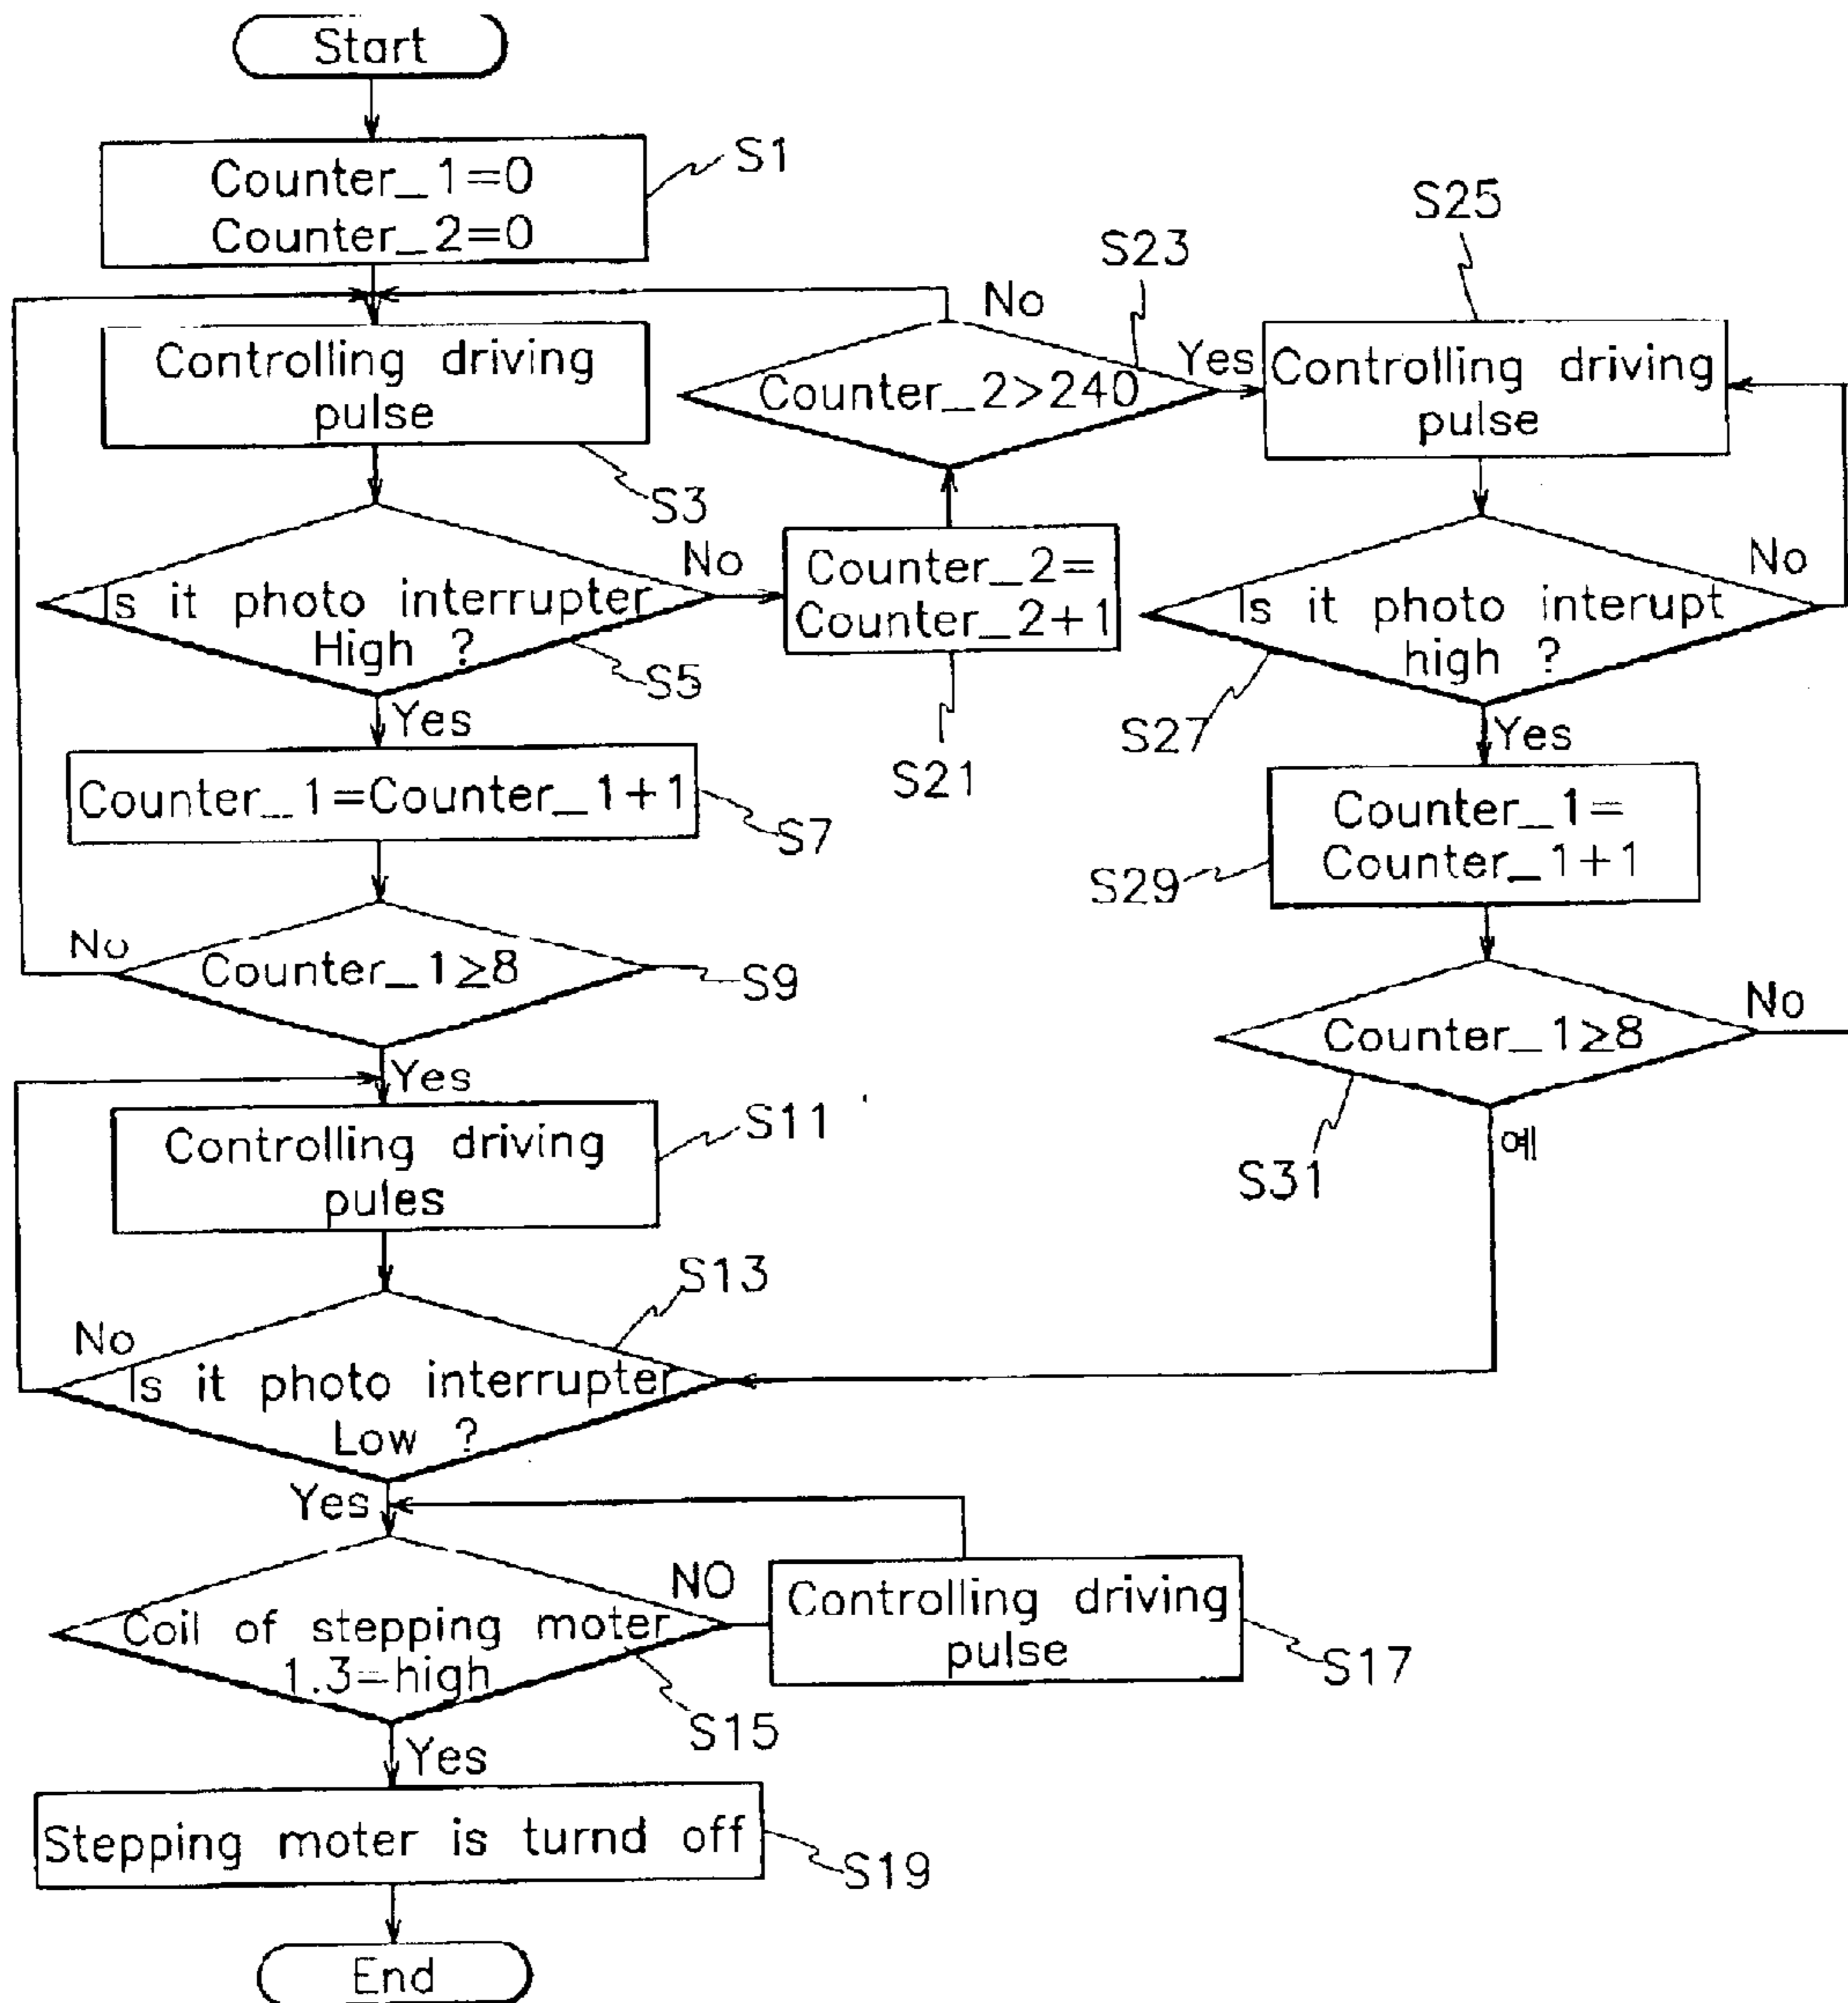 Start
Counter_1=0
Counter_2=0
S1
Controlling driving
pulse
S3
Is it photo interrupter
High ?
S5
No
Yes
Counter_1=Counter_1+1
S7
Counter_1≥8
S9
No
Yes
Controlling driving
pules
S11
Is it photo interrupter
Low ?
S13
No
Yes
Coil of stepping moter
1.3=high
S15
NO
Controlling driving
pulse
S17
Yes
Stepping moter is turnd off
S19
End
Counter_2=
Counter_2+1
S21
Counter_2>240
S23
No
Yes
Controlling driving
pulse
S25
Is it photo interupt
high ?
S27
No
Yes
Counter_1=
Counter_1+1
S29
Counter_1≥8
S31
No
예